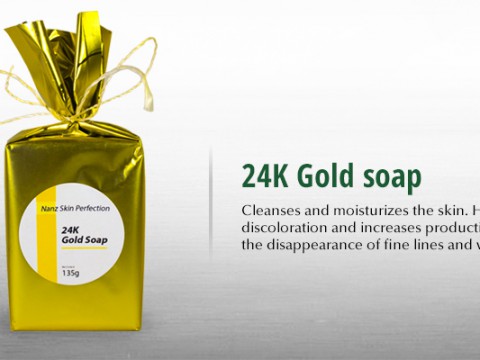 Nanz Skin Perfection
24K
Gold Soap
135g
24K Gold soap
Cleanses and moisturizes the skin. H
discoloration and increases producti
the disappearance of fine lines and w